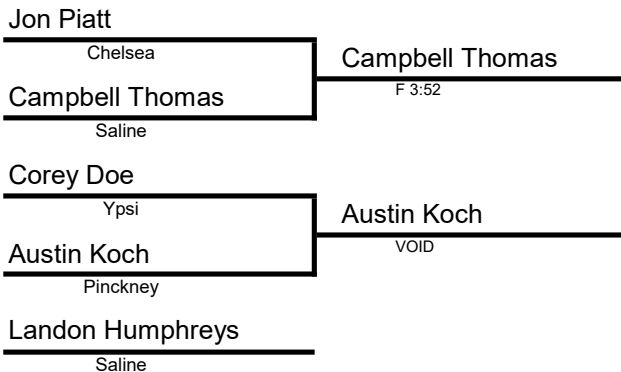 Jon Piatt
Chelsea
Campbell Thomas
Saline
Campbell Thomas
F 3:52
Corey Doe
Ypsi
Austin Koch
Pinckney
Austin Koch
VOID
Landon Humphreys
Saline